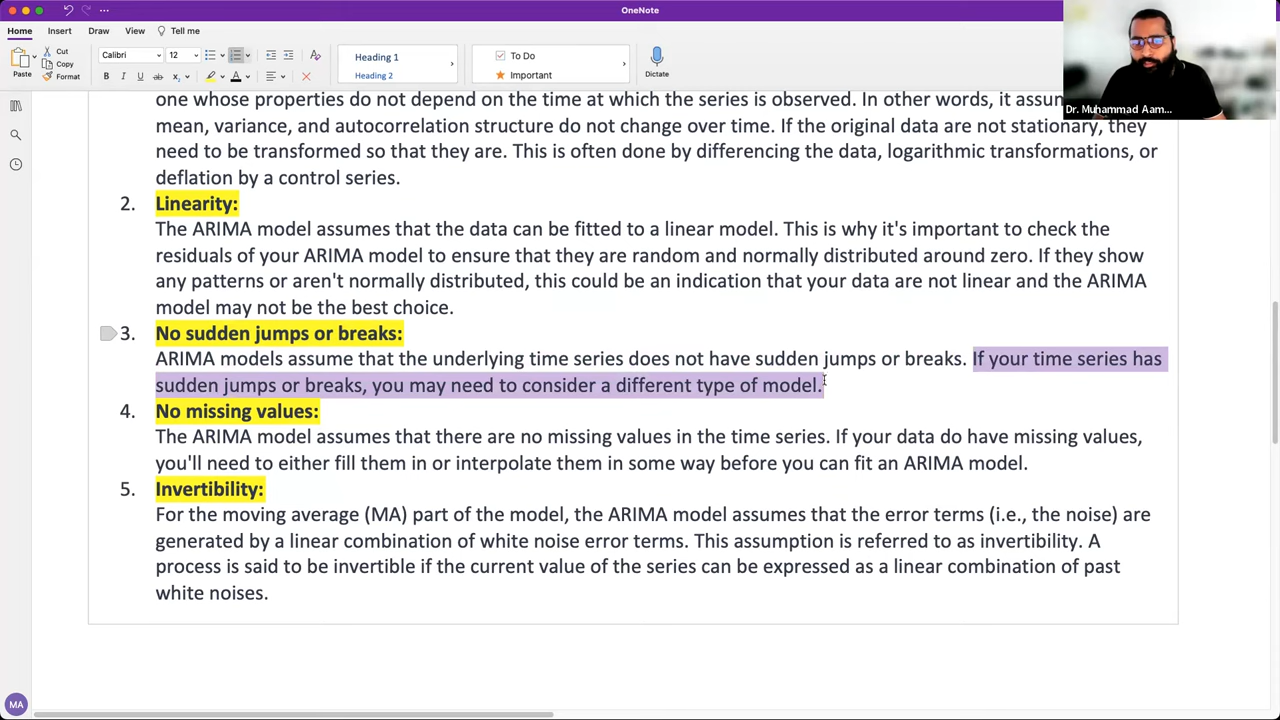 OneNote
Home Insert Draw View Tell me
Paste
Cut
Copy
Format
Calibri 12
B I U ab x₂ A
Heading 1
Heading 2
To Do
Important
Dictate
Dr. Muhammad Aam...
one whose properties do not depend on the time at which the series is observed. In other words, it assum
mean, variance, and autocorrelation structure do not change over time. If the original data are not stationary, they
need to be transformed so that they are. This is often done by differencing the data, logarithmic transformations, or
deflation by a control series.
2. Linearity:
The ARIMA model assumes that the data can be fitted to a linear model. This is why it's important to check the
residuals of your ARIMA model to ensure that they are random and normally distributed around zero. If they show
any patterns or aren't normally distributed, this could be an indication that your data are not linear and the ARIMA
model may not be the best choice.
3. No sudden jumps or breaks:
ARIMA models assume that the underlying time series does not have sudden jumps or breaks. If your time series has
sudden jumps or breaks, you may need to consider a different type of model.
4. No missing values:
The ARIMA model assumes that there are no missing values in the time series. If your data do have missing values,
you'll need to either fill them in or interpolate them in some way before you can fit an ARIMA model.
5. Invertibility:
For the moving average (MA) part of the model, the ARIMA model assumes that the error terms (i.e., the noise) are
generated by a linear combination of white noise error terms. This assumption is referred to as invertibility. A
process is said to be invertible if the current value of the series can be expressed as a linear combination of past
white noises.
MA